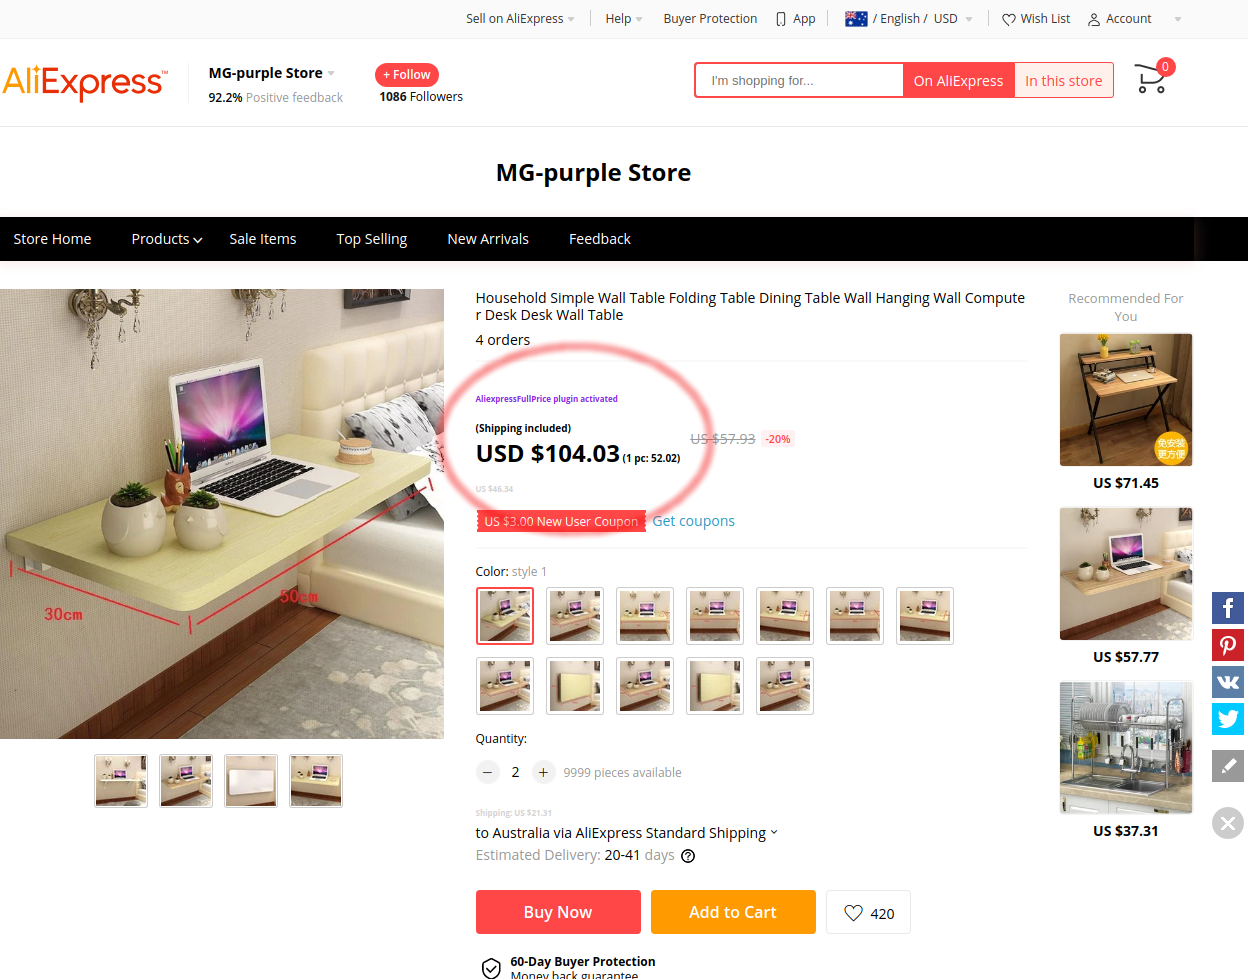 Sell on AliExpress
Help
Buyer Protection
App
/ English / USD
Wish List
Account
AliExpress™
MG-purple Store
92.2% Positive feedback
+ Follow
1086 Followers
I'm shopping for...
On AliExpress
In this store
0
MG-purple Store
Store Home
Products
Sale Items
Top Selling
New Arrivals
Feedback
Household Simple Wall Table Folding Table Dining Table Wall Hanging Wall Compute
r Desk Desk Wall Table
4 orders
AliexpressFullPrice plugin activated
(Shipping included)
USD $104.03 (1 pc: 52.02)
US $57.93 -20%
US $46.34
US $3.00 New User Coupon
Get coupons
30cm
50cm
Color: style 1
Quantity:
2
9999 pieces available
Shipping: US $21.31
to Australia via AliExpress Standard Shipping
Estimated Delivery: 20-41 days
Buy Now
Add to Cart
420
60-Day Buyer Protection
Money back guarantee
Recommended For
You
免安装
更方便
US $71.45
US $57.77
US $37.31